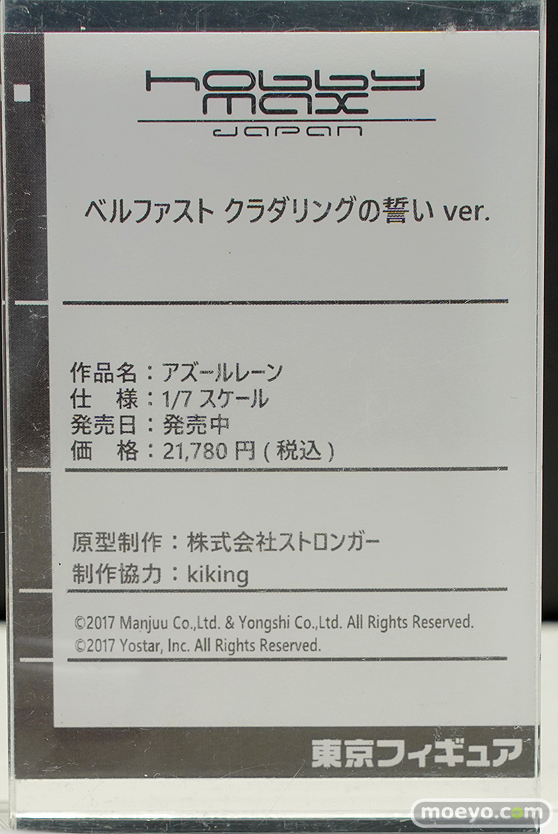 hobby
max
japan
ベルファスト クラダリングの誓い ver.
作品名：アズールレーン
仕　様：1/7 スケール
発売日：発売中
価　格：21,780 円 ( 税込 )
原型制作：株式会社ストロンガー
制作協力：kiking
©2017 Manjuu Co.,Ltd. & Yongshi Co.,Ltd. All Rights Reserved.
©2017 Yostar, Inc. All Rights Reserved.
東京フィギュア
moeyo.com